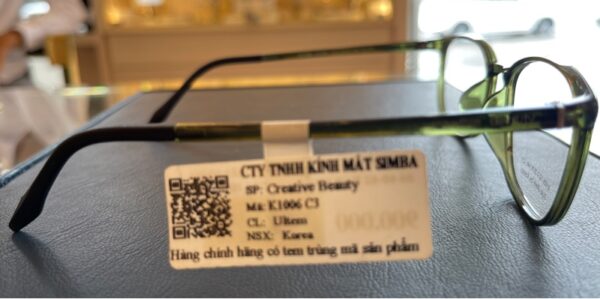 CTY TNHH KINH MẮT SIMBA
SP: Creative Beauty
Mã: K1006 C3
CL: Ultem
NSX: Korea
Hàng chính hãng có tem trùng mã sản phẩm